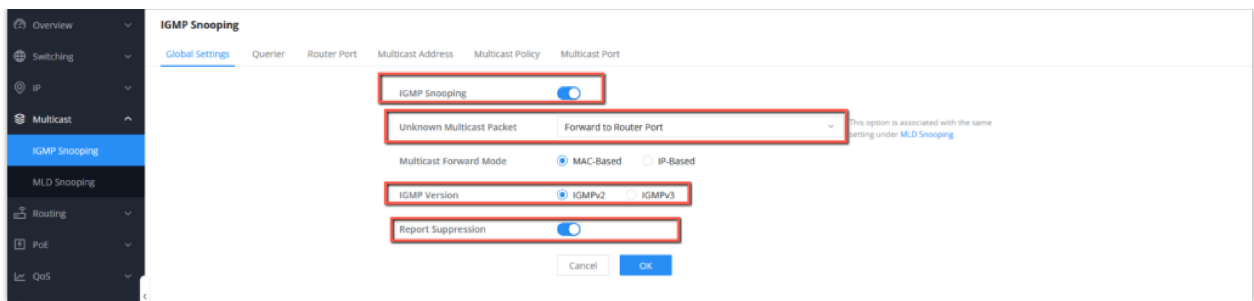 Overview
Switching
IP
Multicast
IGMP Snooping
MLD Snooping
Routing
PoE
QoS
IGMP Snooping
Global Settings Querier Router Port Multicast Address Multicast Policy Multicast Port
IGMP Snooping
Unknown Multicast Packet Forward to Router Port
This option is associated with the same
setting under MLD Snooping
Multicast Forward Mode MAC-Based IP-Based
IGMP Version IGMPv2 IGMPv3
Report Suppression
Cancel OK